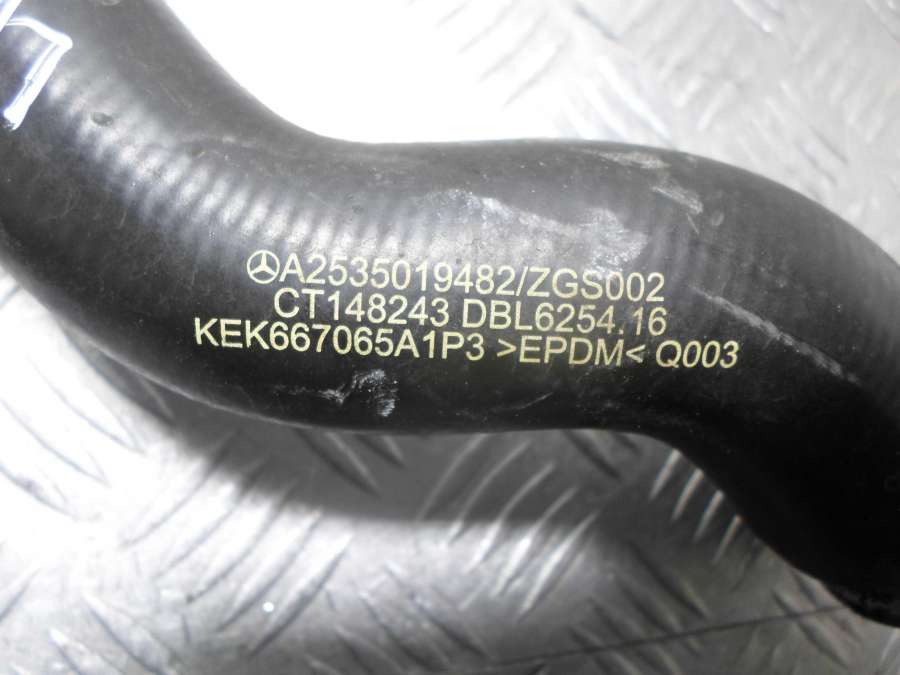 A2535019482/ZGS002
CT148243 DBL6254.16
KEK667065A1P3 >EPDM< Q003